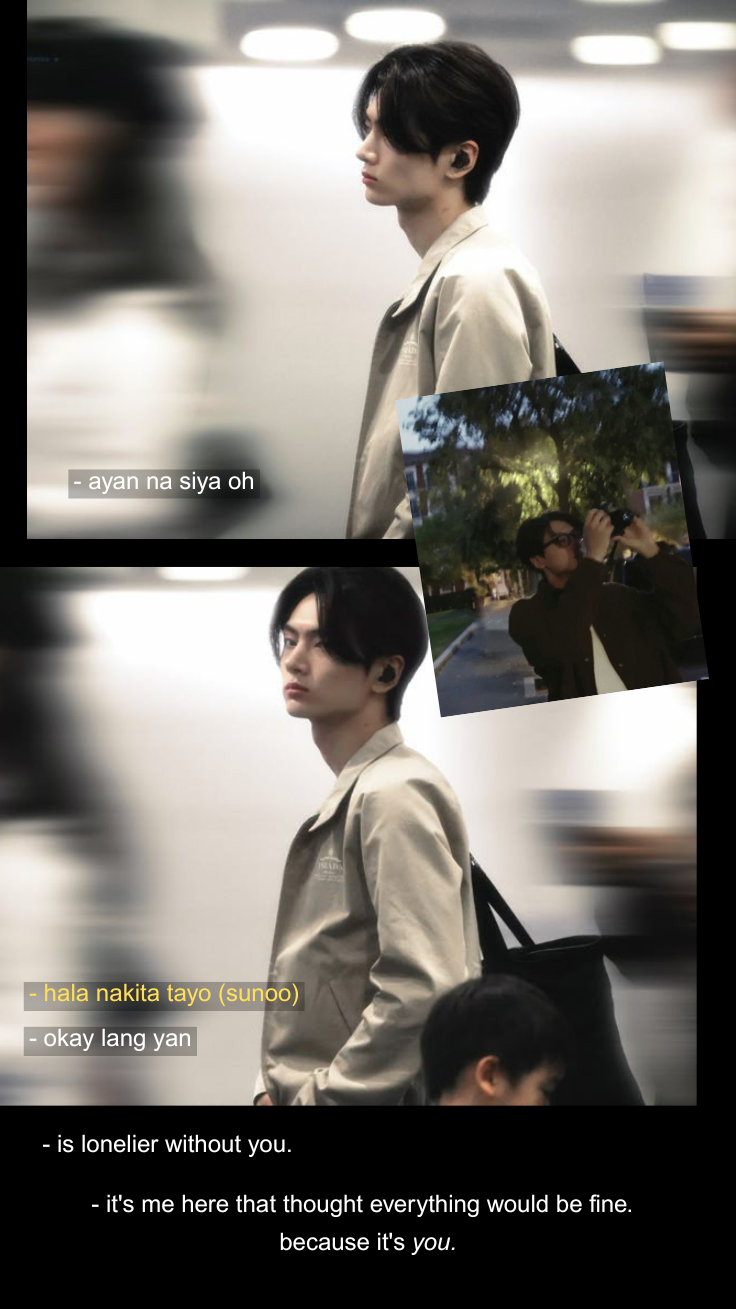 - ayan na siya oh
- hala nakita tayo (sunoo)
- okay lang yan
- is lonelier without you.
- it's me here that thought everything would be fine.
because it's you.